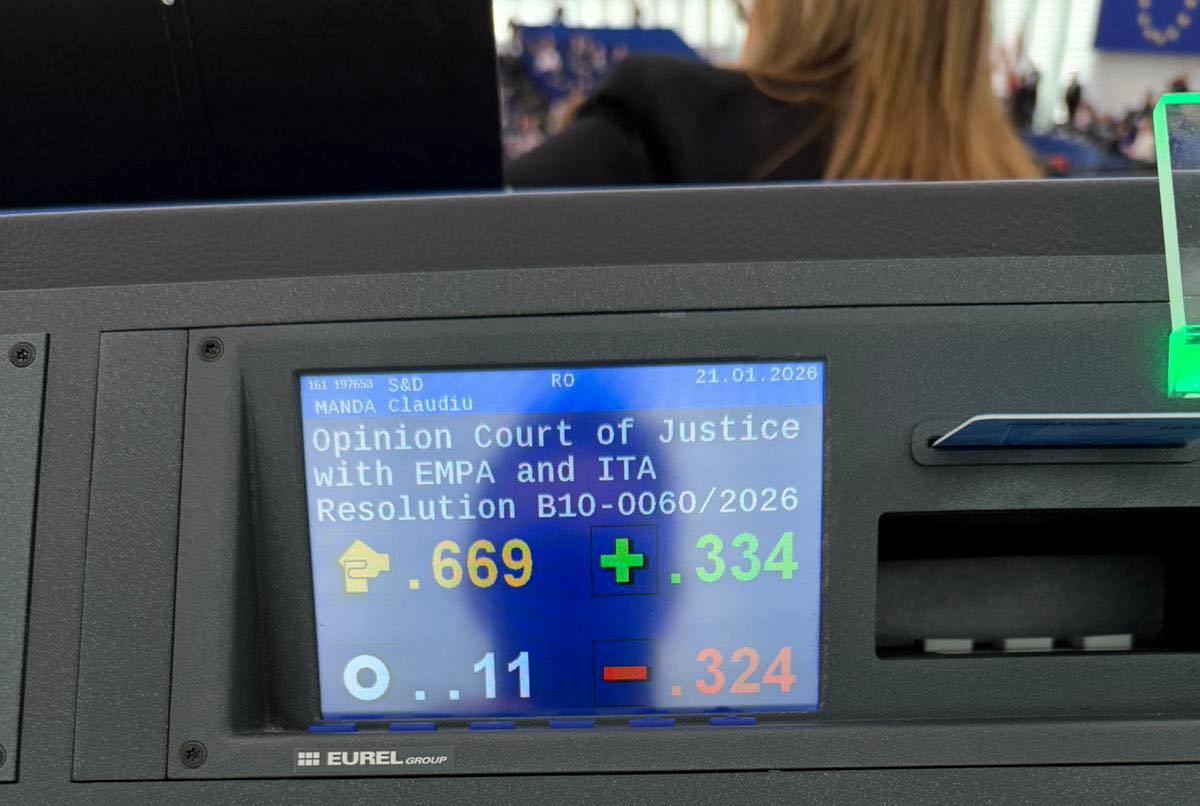 161 197653 S&D RO 21.01.2026
MANDA Claudiu
Opinion Court of Justice
with EMPA and ITA
Resolution B10-0060/2026
.669 .334
..11 .324
EUREL GROUP